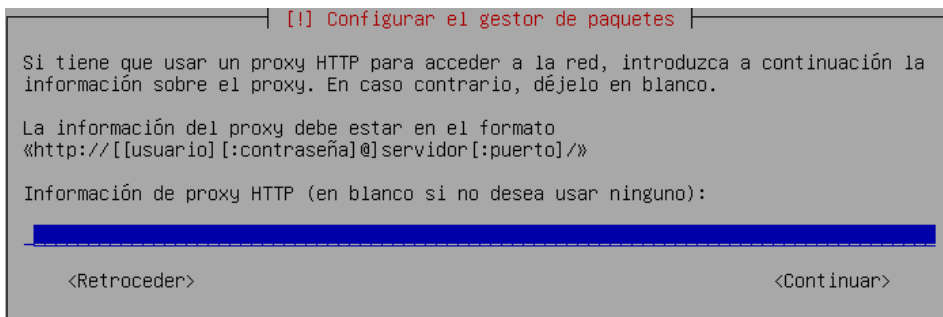 [!] Configurar el gestor de paquetes
Si tiene que usar un proxy HTTP para acceder a la red, introduzca a continuación la
información sobre el proxy. En caso contrario, déjelo en blanco.
La información del proxy debe estar en el formato
«http://[[usuario][:contraseña]@]servidor[:puerto]/»
Información de proxy HTTP (en blanco si no desea usar ninguno):
<Retroceder> <Continuar>